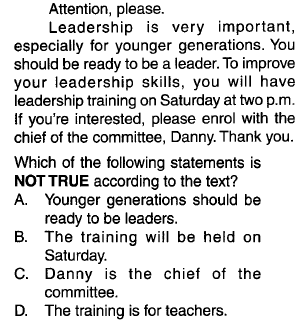 Attention, please.
Leadership is very important,
especially for younger generations. You
should be ready to be a leader. To improve
your leadership skills, you will have
leadership training on Saturday at two p.m.
If you're interested, please enrol with the
chief of the committee, Danny. Thank you.
Which of the following statements is
NOT TRUE according to the text?
A. Younger generations should be
ready to be leaders.
B. The training will be held on
Saturday.
C. Danny is the chief of the
committee.
D. The training is for teachers.